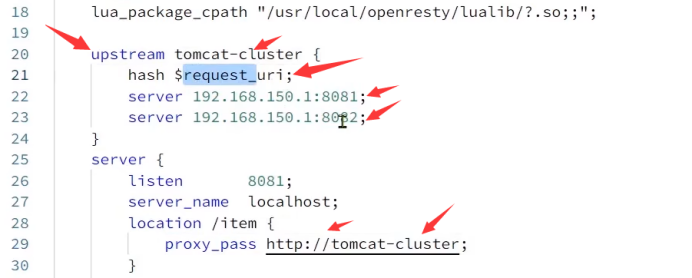 18 lua_package_cpath "/usr/local/openresty/lualib/?.so;;";
19
20 upstream tomcat-cluster {
21 hash $request_uri;
22 server 192.168.150.1:8081;
23 server 192.168.150.1:8082;
24 }
25 server {
26 listen 8081;
27 server_name localhost;
28 location /item {
29 proxy_pass http://tomcat-cluster;
30 }